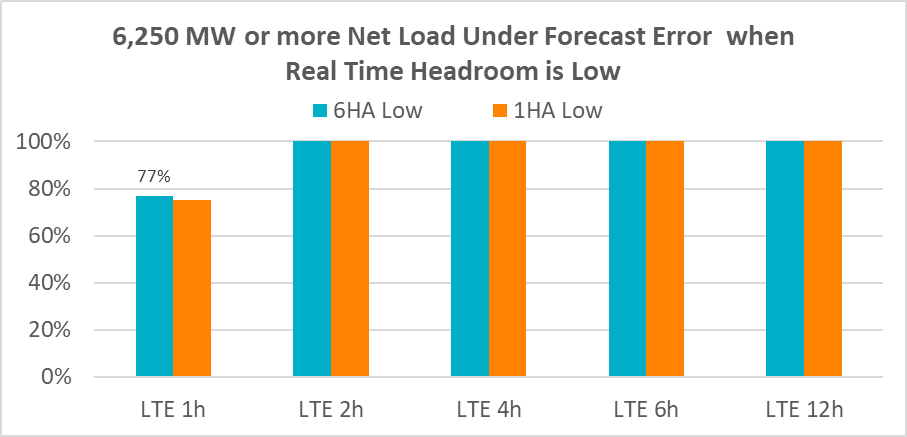 6,250 MW or more Net Load Under Forecast Error when
Real Time Headroom is Low
6HA Low 1HA Low
100%
77%
80%
60%
40%
20%
0%
LTE 1h LTE 2h LTE 4h LTE 6h LTE 12h